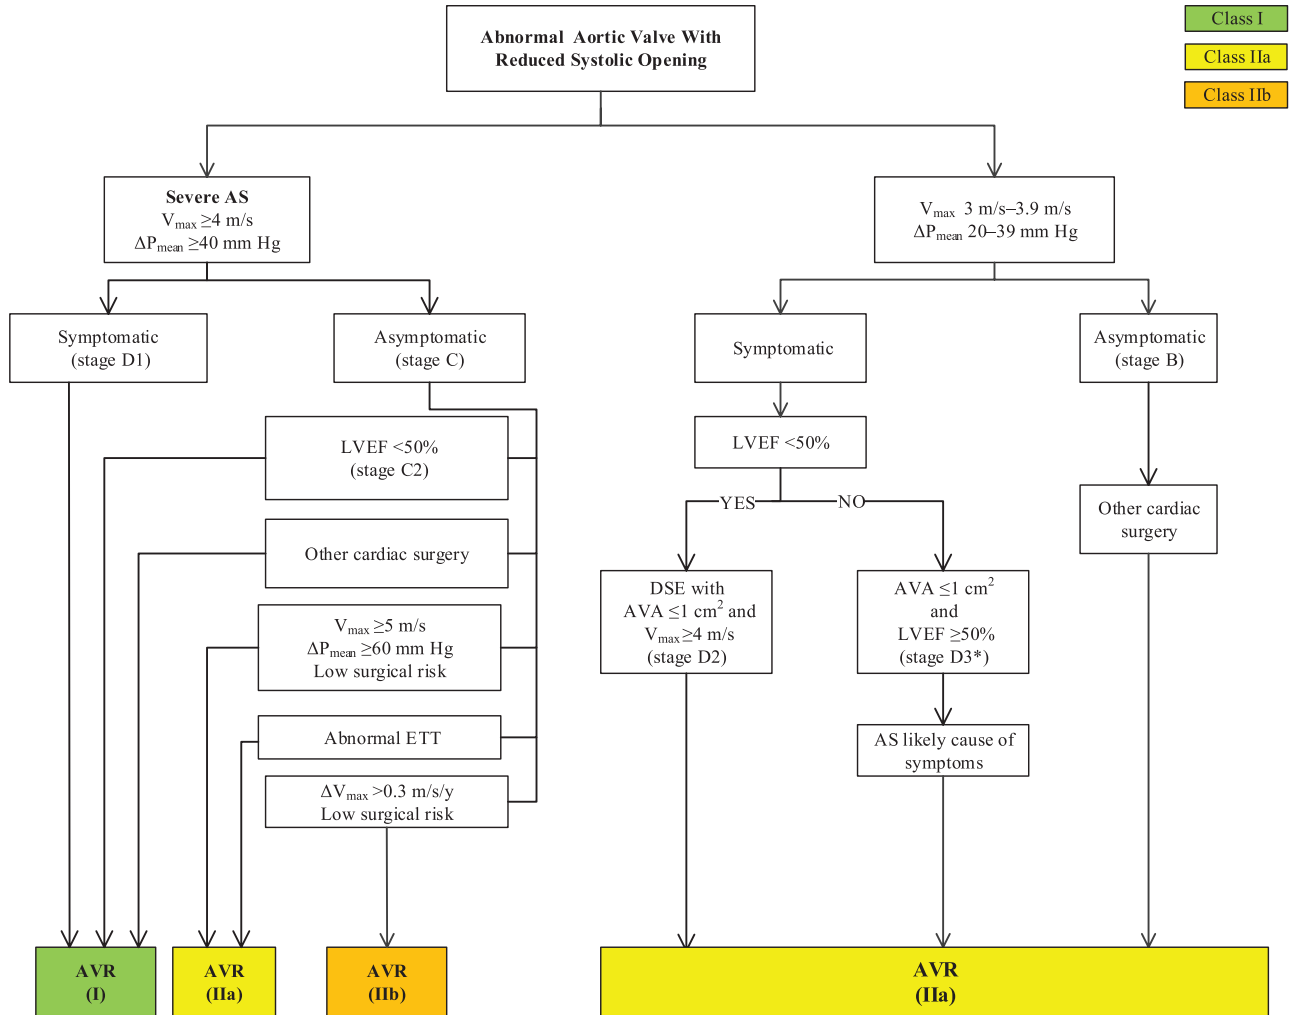 Abnormal Aortic Valve With
Reduced Systolic Opening
Class I
Class IIa
Class IIb
Severe AS
Vmax ≥4 m/s
ΔPmean ≥40 mm Hg
Vmax 3 m/s–3.9 m/s
ΔPmean 20–39 mm Hg
Symptomatic
(stage D1)
Asymptomatic
(stage C)
Symptomatic
Asymptomatic
(stage B)
LVEF <50%
(stage C2)
LVEF <50%
YES
NO
Other cardiac surgery
Other cardiac
surgery
Vmax ≥5 m/s
ΔPmean ≥60 mm Hg
Low surgical risk
DSE with
AVA ≤1 cm² and
Vmax ≥4 m/s
(stage D2)
AVA ≤1 cm²
and
LVEF ≥50%
(stage D3*)
Abnormal ETT
AS likely cause of
symptoms
ΔVmax >0.3 m/s/y
Low surgical risk
AVR
(I)
AVR
(IIa)
AVR
(IIb)
AVR
(IIa)